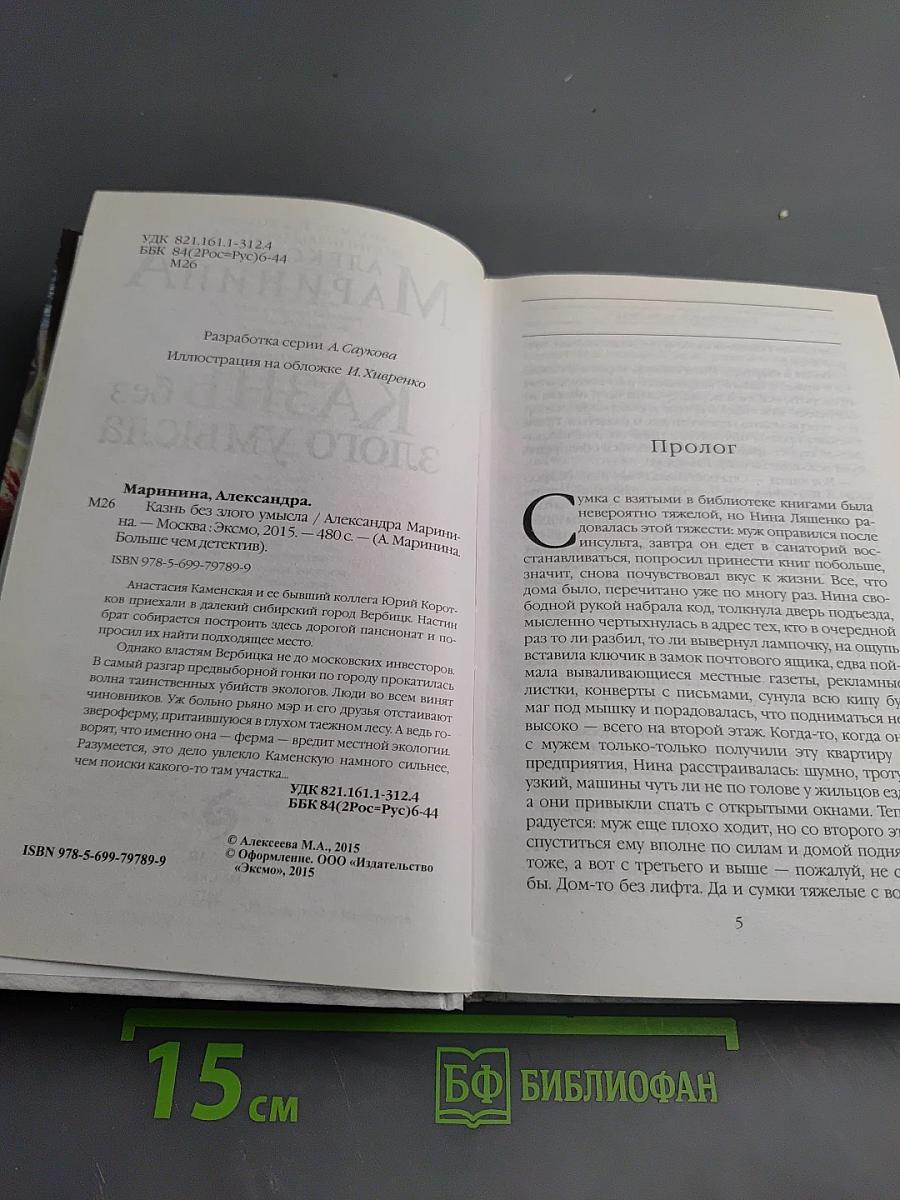 УДК 821.161.1-312.4
ББК 84(2Рос=Рус)6-44
М26
Разработка серии А. Саукова
Иллюстрация на обложке И. Хивренко
Маринина, Александра.
М26 Казнь без злого умысла / Александра Марини-
на. — Москва : Эксмо, 2015. — 480 с. — (А. Маринина.
Больше чем детектив).
ISBN 978-5-699-79789-9
Анастасия Каменская и ее бывший коллега Юрий Корот-
ков приехали в далекий сибирский город Вербицк. Настин
брат собирается построить здесь дорогой пансионат и по-
просил их найти подходящее место.
Однако властям Вербицка не до московских инвесторов.
В самый разгар предвыборной гонки по городу прокатилась
волна таинственных убийств экологов. Люди во всем винят
чиновников. Уж больно рьяно мэр и его друзья отстаивают
звероферму, притаившуюся в глухом таежном лесу. А ведь го-
ворят, что именно она — ферма — вредит местной экологии.
Разумеется, это дело увлекло Каменскую намного сильнее,
чем поиски какого-то там участка...
УДК 821.161.1-312.4
ББК 84(2Рос=Рус)6-44
© Алексеева М.А., 2015
© Оформление. ООО «Издательство
«Эксмо», 2015
ISBN 978-5-699-79789-9
Пролог
Сумка с взятыми в библиотеке книгами была
невероятно тяжелой, но Нина Ляшенко ра-
довалась этой тяжести: муж оправился после
инсульта, завтра он едет в санаторий вос-
станавливаться, попросил принести книг побольше,
значит, снова почувствовал вкус к жизни. Все, что
дома было, перечитано уже по многу раз. Нина сво-
бодной рукой набрала код, толкнула дверь подъезда,
мысленно чертыхнулась в адрес тех, кто в очередной
раз то ли разбил, то ли вывернул лампочку, на ощупь
вставила ключик в замок почтового ящика, едва пой-
мала вываливающиеся местные газеты, рекламные
листки, конверты с письмами, сунула всю кипу бу
маг под мышку и порадовалась, что подниматься не
высоко — всего на второй этаж. Когда-то, когда он
с мужем только-только получили эту квартиру
предприятия, Нина расстраивалась: шумно, троту
узкий, машины чуть ли не по голове у жильцов езд
а они привыкли спать с открытыми окнами. Теп
радуется: муж еще плохо ходит, но со второго эт
спуститься ему вполне по силам и домой подня
тоже, а вот с третьего и выше — пожалуй, не с
бы. Дом-то без лифта. Да и сумки тяжелые с во
5
15 см
БФ БИБЛИОФАН